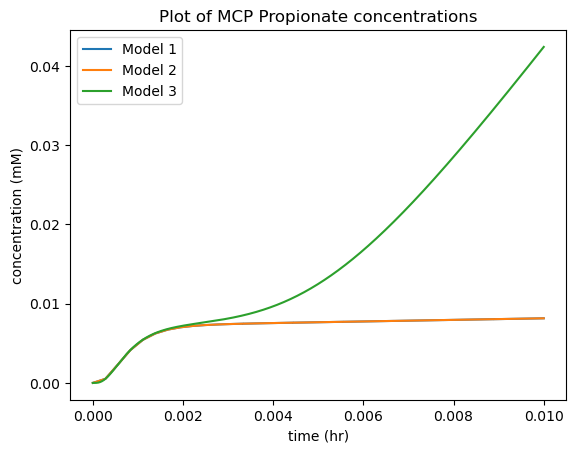 Plot of MCP Propionate concentrations
Model 1
Model 2
Model 3
concentration (mM)
0.04
0.03
0.02
0.01
0.00
0.000
0.002
0.004
0.006
0.008
0.010
time (hr)